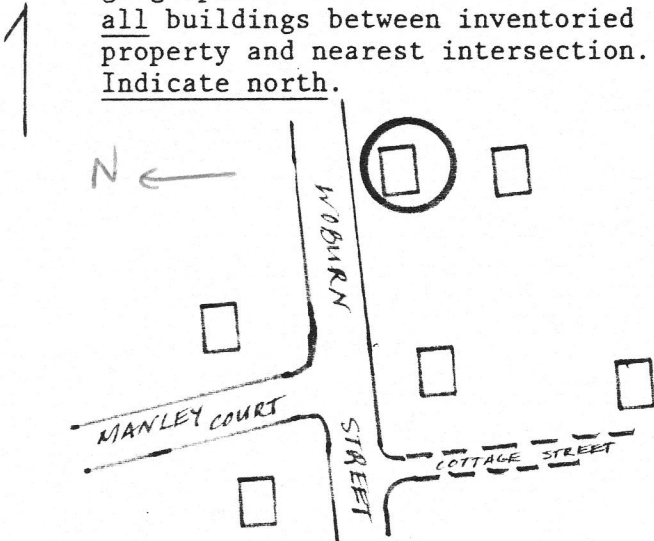 all buildings between inventoried
property and nearest intersection.
Indicate north.
N
WOBURN
STREET
MANLEY COURT
COTTAGE STREET